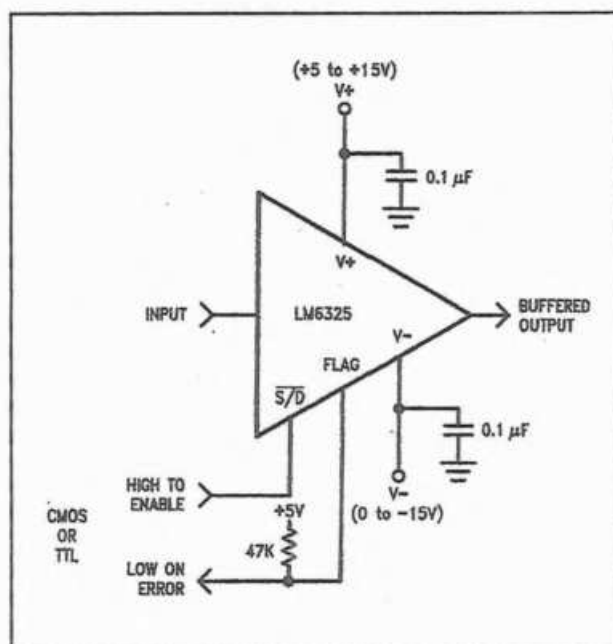 (+5 to +15V)
V+
0.1 μF
V+
INPUT
LM6325
BUFFERED
OUTPUT
V-
FLAG
S/D
0.1 μF
HIGH TO
ENABLE
V-
(0 to -15V)
+5V
CMOS
OR
TTL
47K
LOW ON
ERROR